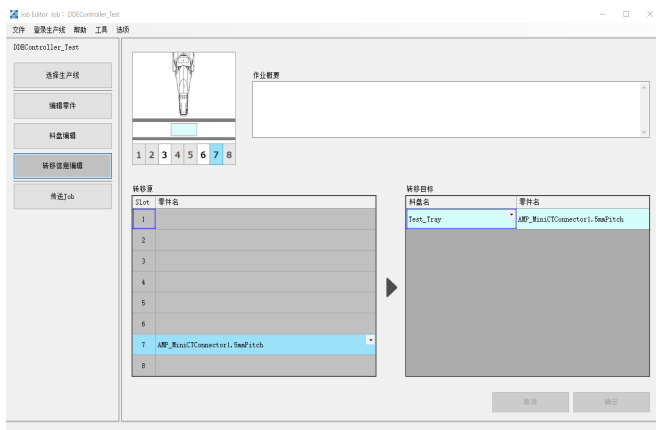 Job Editor Job : DDEController_Test
文件 登录生产线 帮助 工具 选项
DDEController_Test
选择生产线
编辑零件
料盘编辑
转移信息编辑
传送Job
作业概要
1 2 3 4 5 6 7 8
转移源
Slot 零件名
1
2
3
4
5
6
7 AMP_MiniCTConnector1.5mmPitch
8
转移目标
料盘名 零件名
Test_Tray AMP_MiniCTConnector1.5mmPitch
取消 确定